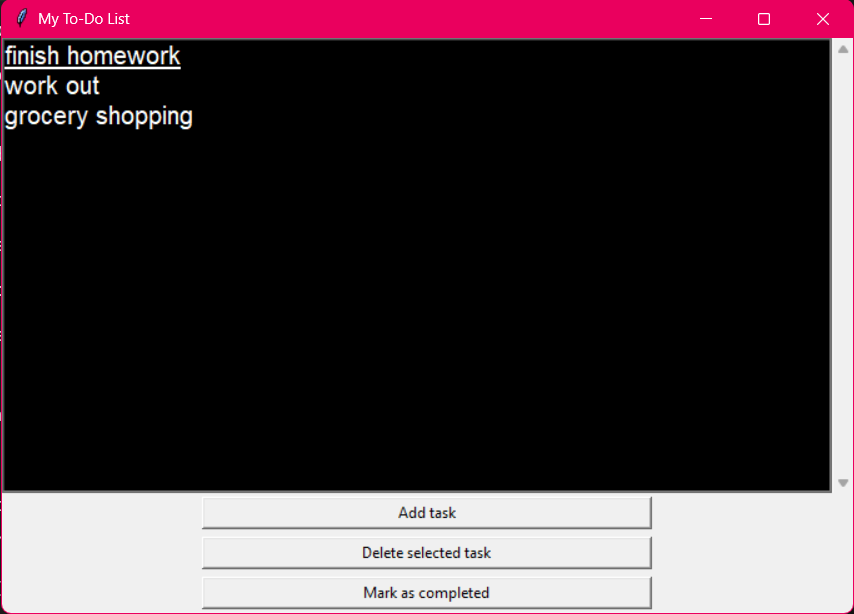 My To-Do List
finish homework
work out
grocery shopping
Add task
Delete selected task
Mark as completed